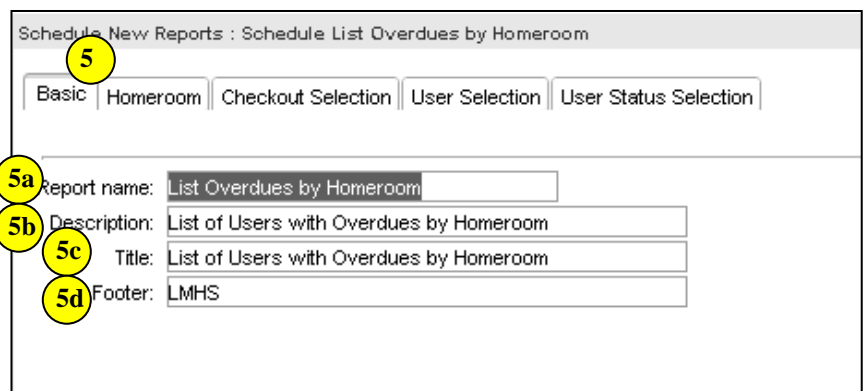 Schedule New Reports : Schedule List Overdues by Homeroom
5
Basic Homeroom Checkout Selection User Selection User Status Selection
5a Report name: List Overdues by Homeroom
5b Description: List of Users with Overdues by Homeroom
5c Title: List of Users with Overdues by Homeroom
5d Footer: LMHS